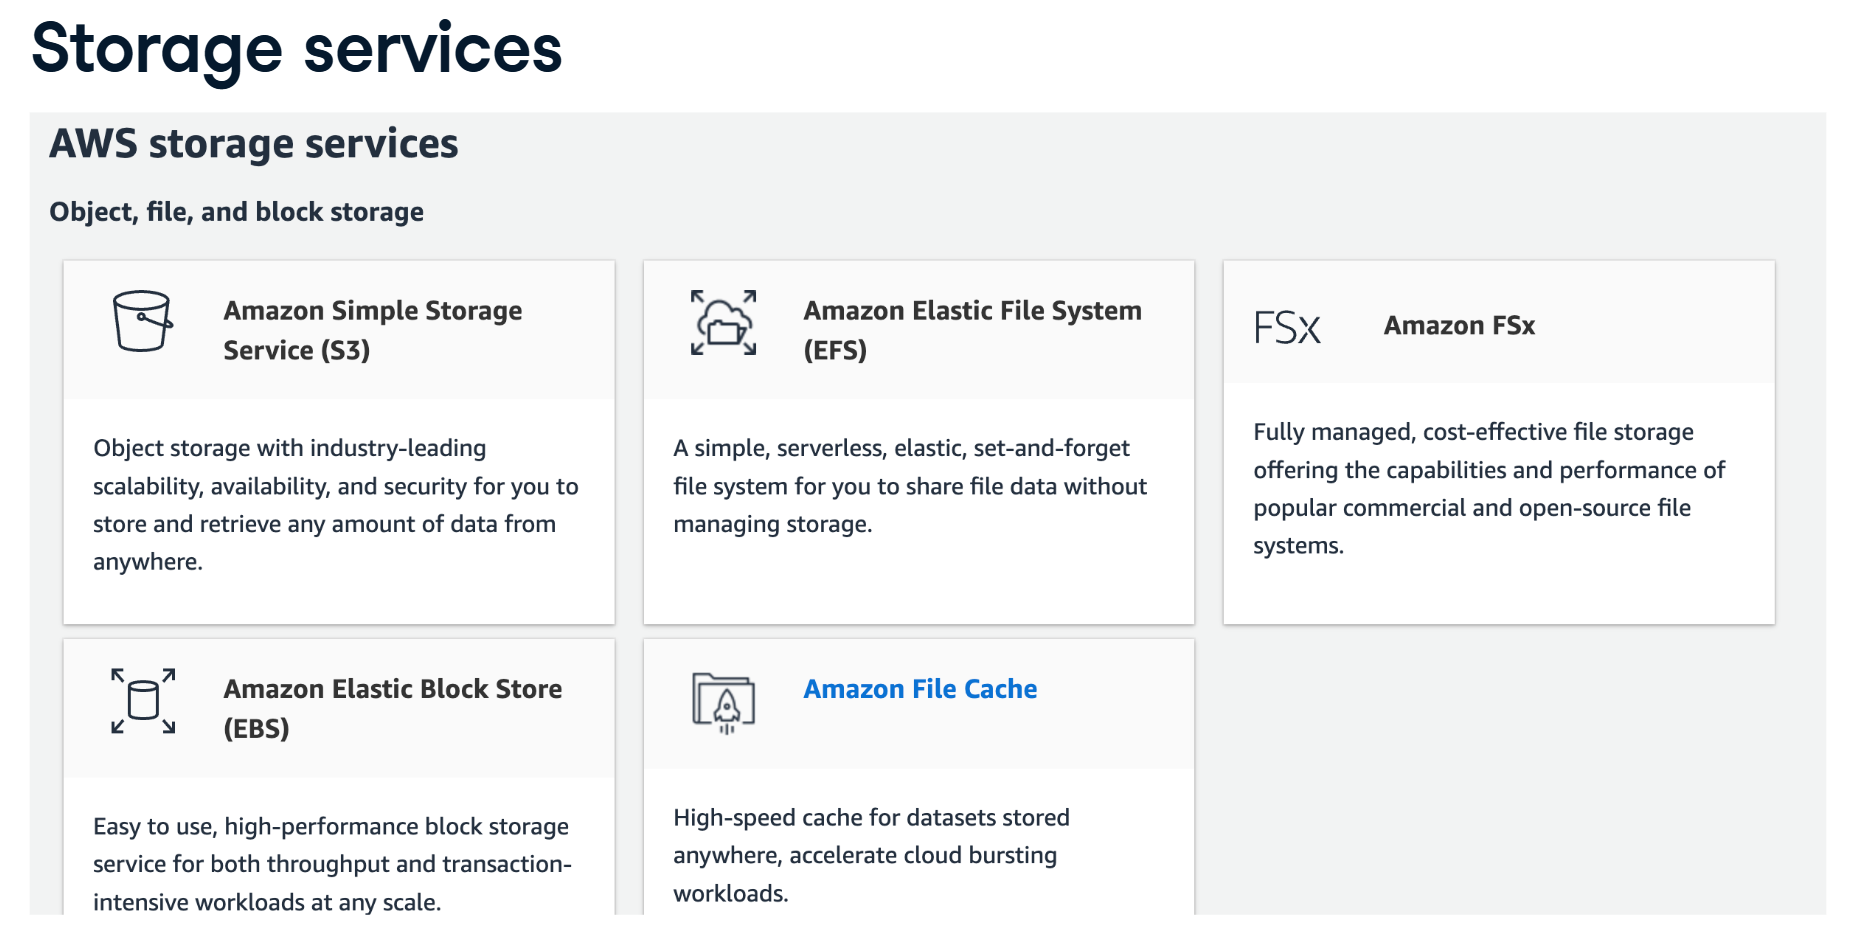 Storage services
AWS storage services
Object, file, and block storage
Amazon Simple Storage
Service (S3)
Object storage with industry-leading
scalability, availability, and security for you to
store and retrieve any amount of data from
anywhere.
Amazon Elastic File System
(EFS)
A simple, serverless, elastic, set-and-forget
file system for you to share file data without
managing storage.
FSx
Amazon FSx
Fully managed, cost-effective file storage
offering the capabilities and performance of
popular commercial and open-source file
systems.
Amazon Elastic Block Store
(EBS)
Easy to use, high-performance block storage
service for both throughput and transaction-
intensive workloads at any scale.
Amazon File Cache
High-speed cache for datasets stored
anywhere, accelerate cloud bursting
workloads.